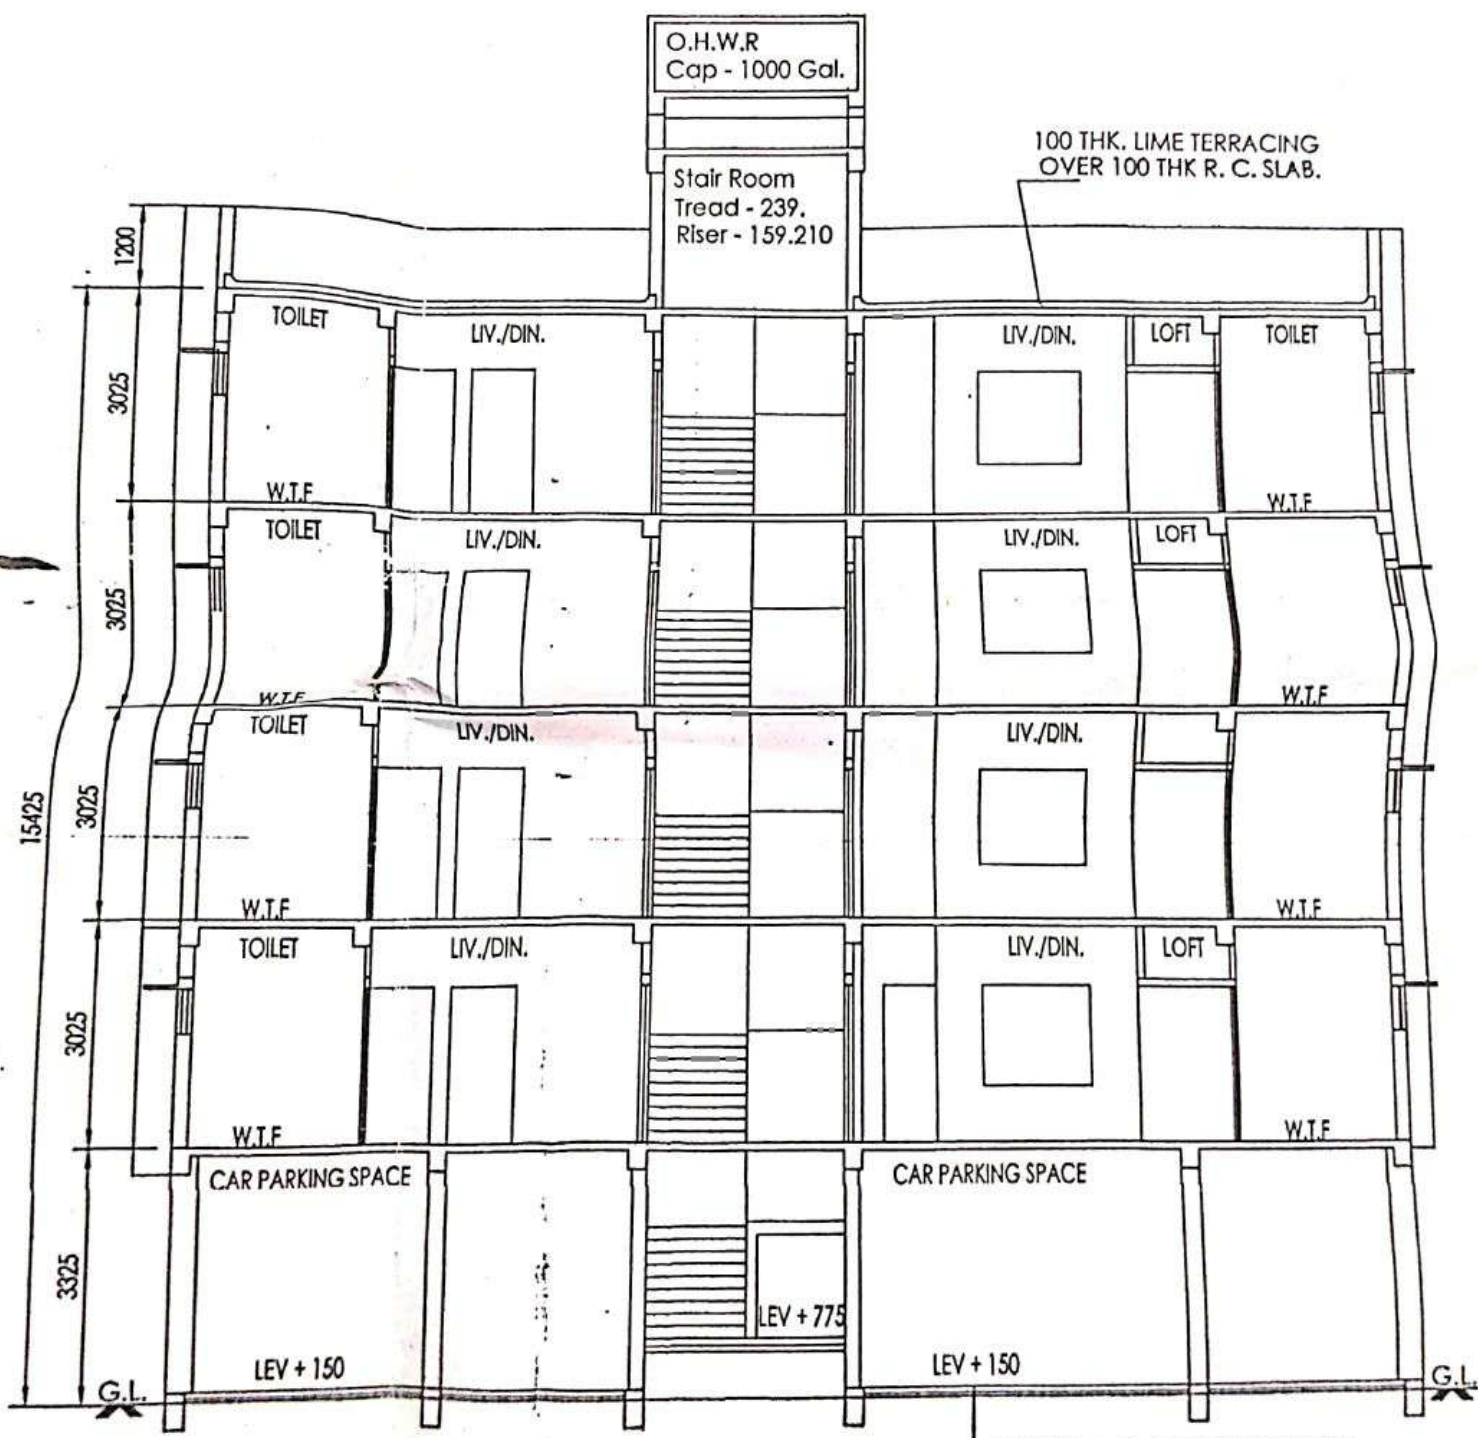 O.H.W.R
Cap - 1000 Gal.
100 THK. LIME TERRACING
OVER 100 THK R. C. SLAB.
Stair Room
Tread - 239.
Riser - 159.210
1200
TOILET
LIV./DIN.
LIV./DIN.
LOFT
TOILET
3025
W.T.F
W.T.F
TOILET
LIV./DIN.
LIV./DIN.
LOFT
3025
W.T.F
W.T.F
TOILET
LIV./DIN.
LIV./DIN.
15425
3025
W.T.F
W.T.F
TOILET
LIV./DIN.
LIV./DIN.
LOFT
3025
W.T.F
W.T.F
CAR PARKING SPACE
CAR PARKING SPACE
3325
LEV + 775
LEV + 150
LEV + 150
G.L.
G.L.